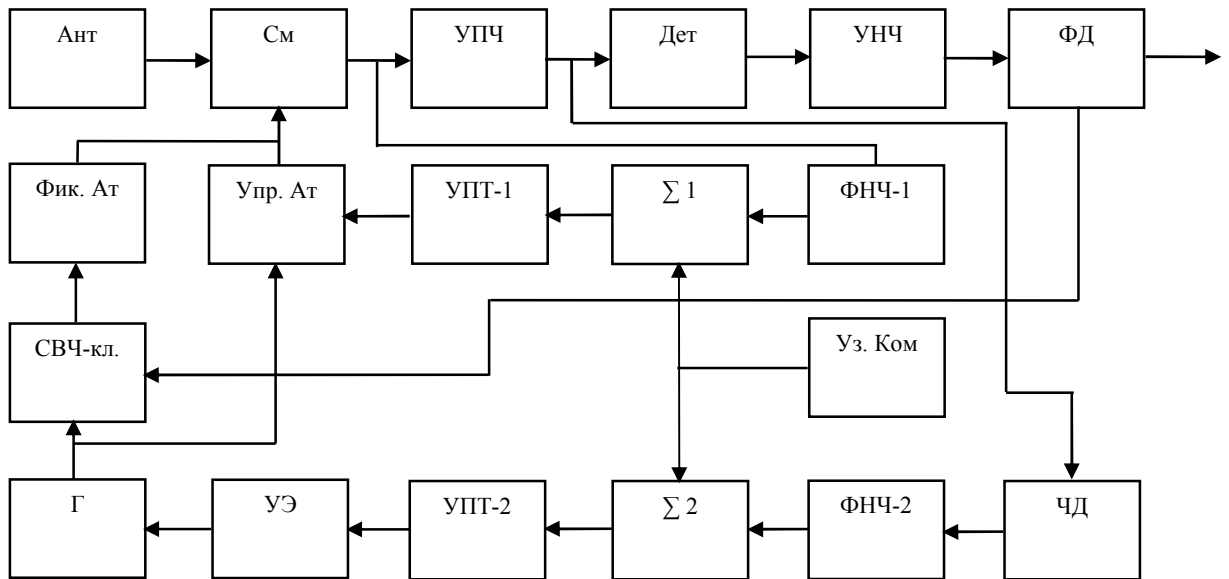 Ант
См
УПЧ
Дет
УНЧ
ФД
Фик. Ат
Упр. Ат
УПТ-1
∑ 1
ФНЧ-1
СВЧ-кл.
Уз. Ком
Г
УЭ
УПТ-2
∑ 2
ФНЧ-2
ЧД